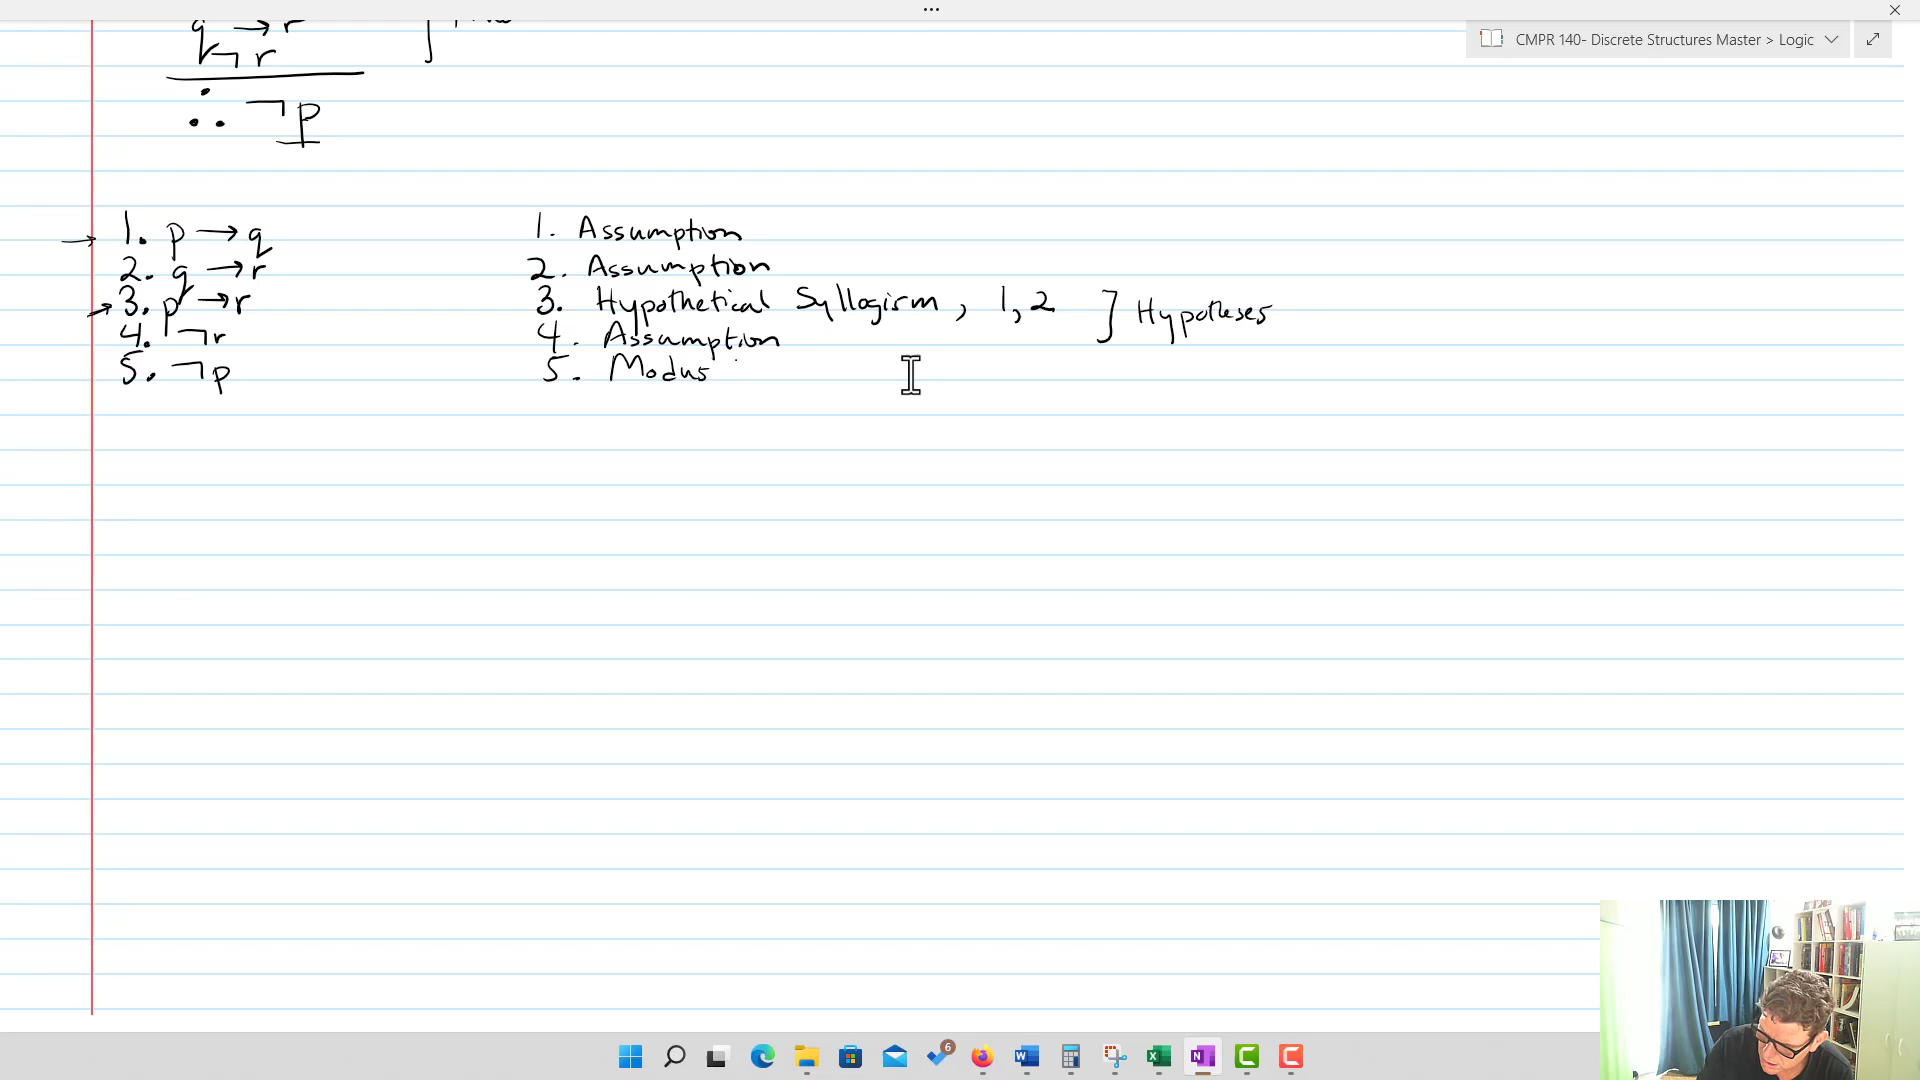 ...
CMPR 140- Discrete Structures Master > Logic
q → r
¬ r
∴ ¬p
1. p → q 1. Assumption
2. q → r 2. Assumption
3. p → r 3. Hypothetical Syllogism, 1, 2 ] Hypotheses
4. ¬r 4. Assumption
5. ¬p 5. Modus
6